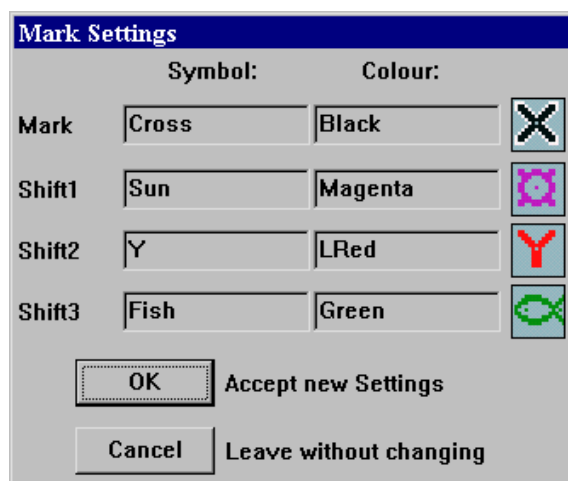 Mark Settings
Symbol: Colour:
Mark Cross Black
Shift1 Sun Magenta
Shift2 Y LRed
Shift3 Fish Green
OK Accept new Settings
Cancel Leave without changing